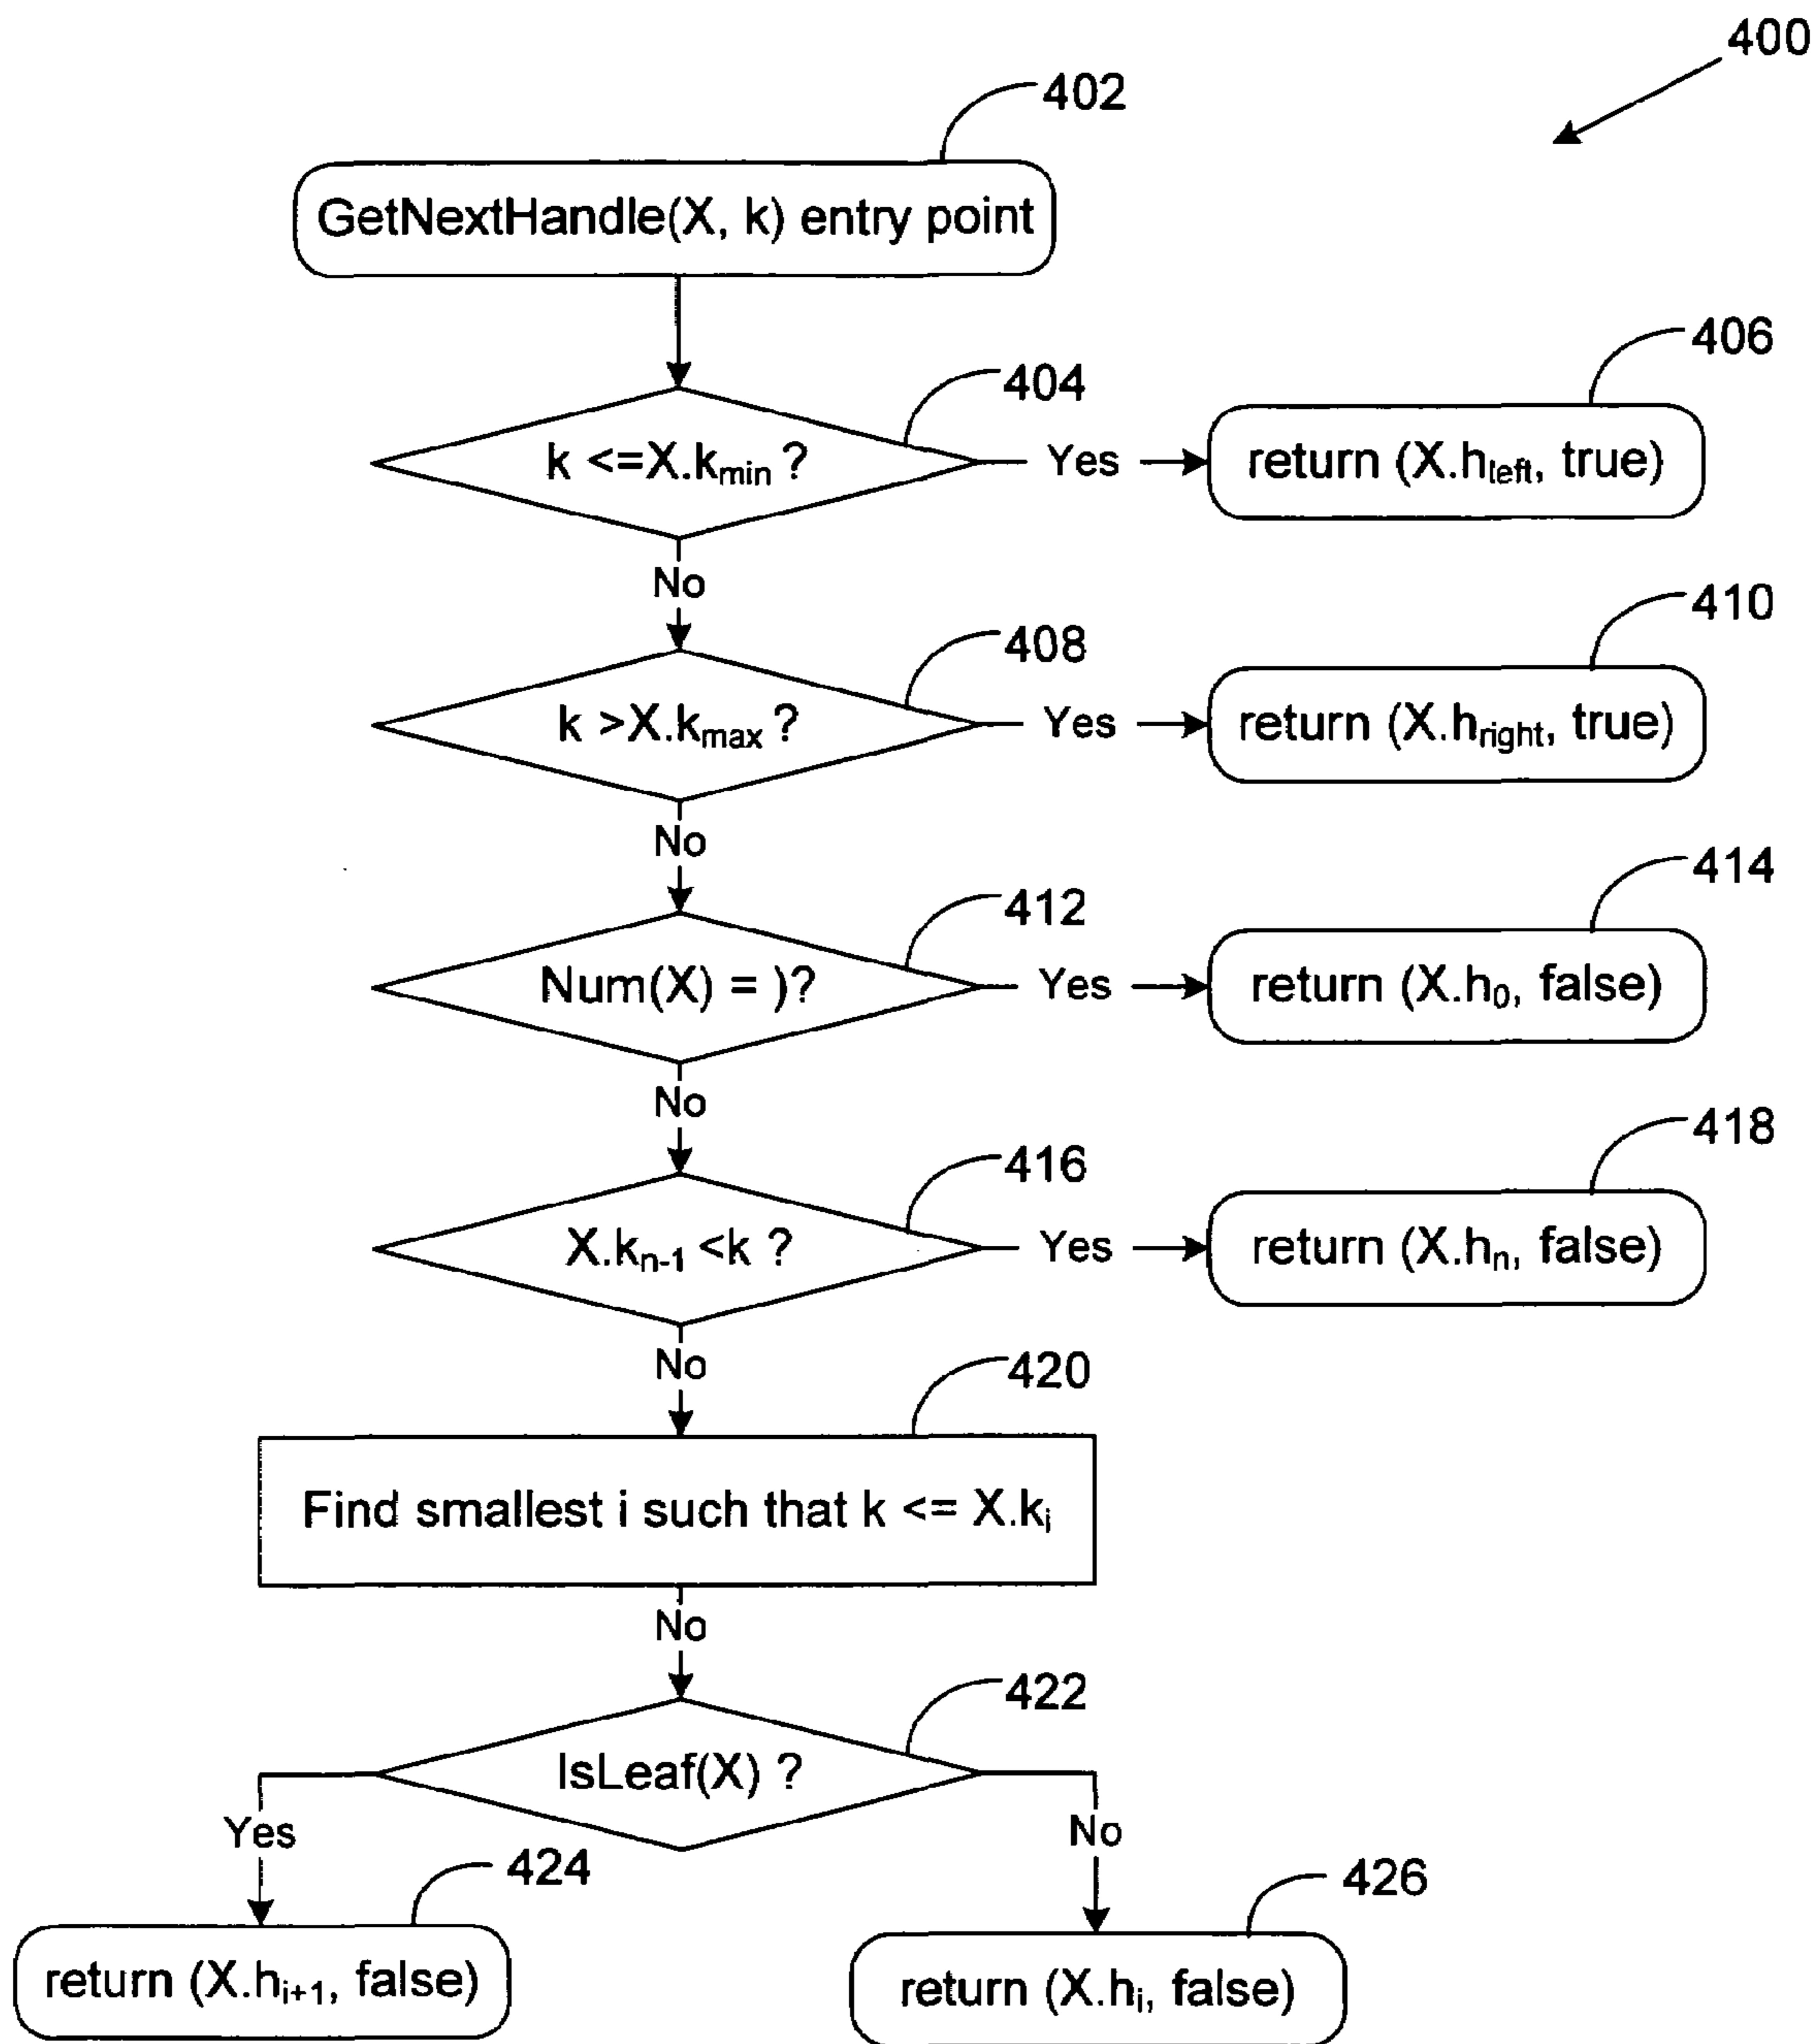 400
402
GetNextHandle(X, k) entry point
404
406
k <=X.kmin ?
Yes
return (X.hleft, true)
No
408
410
k >X.kmax ?
Yes
return (X.hright, true)
No
412
414
Num(X) = )?
Yes
return (X.h0, false)
No
416
418
X.kn-1 <k ?
Yes
return (X.hn, false)
No
420
Find smallest i such that k <= X.ki
No
422
IsLeaf(X) ?
Yes
No
424
426
return (X.hi+1, false)
return (X.hi, false)